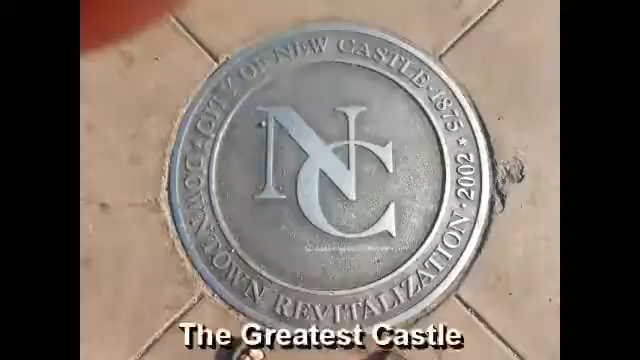 CITY OF NEW CASTLE · 1875 ★
DOWNTOWN REVITALIZATION · 2002
NC
The Greatest Castle